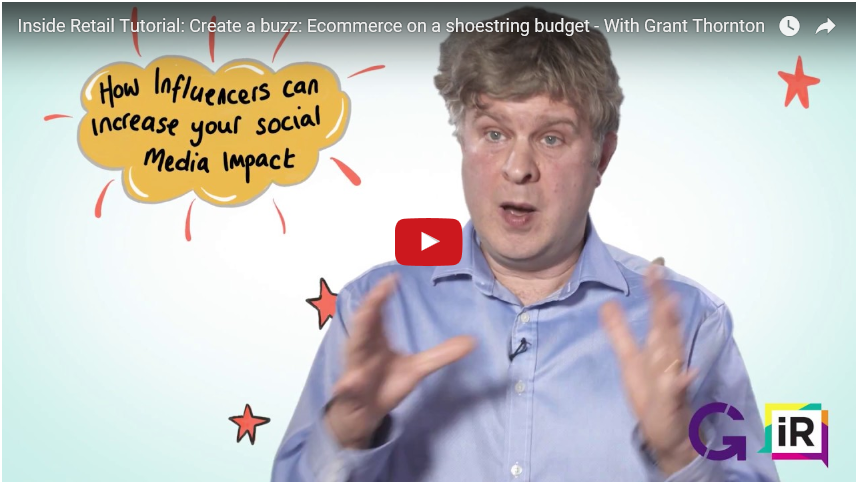 Inside Retail Tutorial: Create a buzz: Ecommerce on a shoestring budget - With Grant Thornton
How Influencers can
increase your social
Media Impact
iR